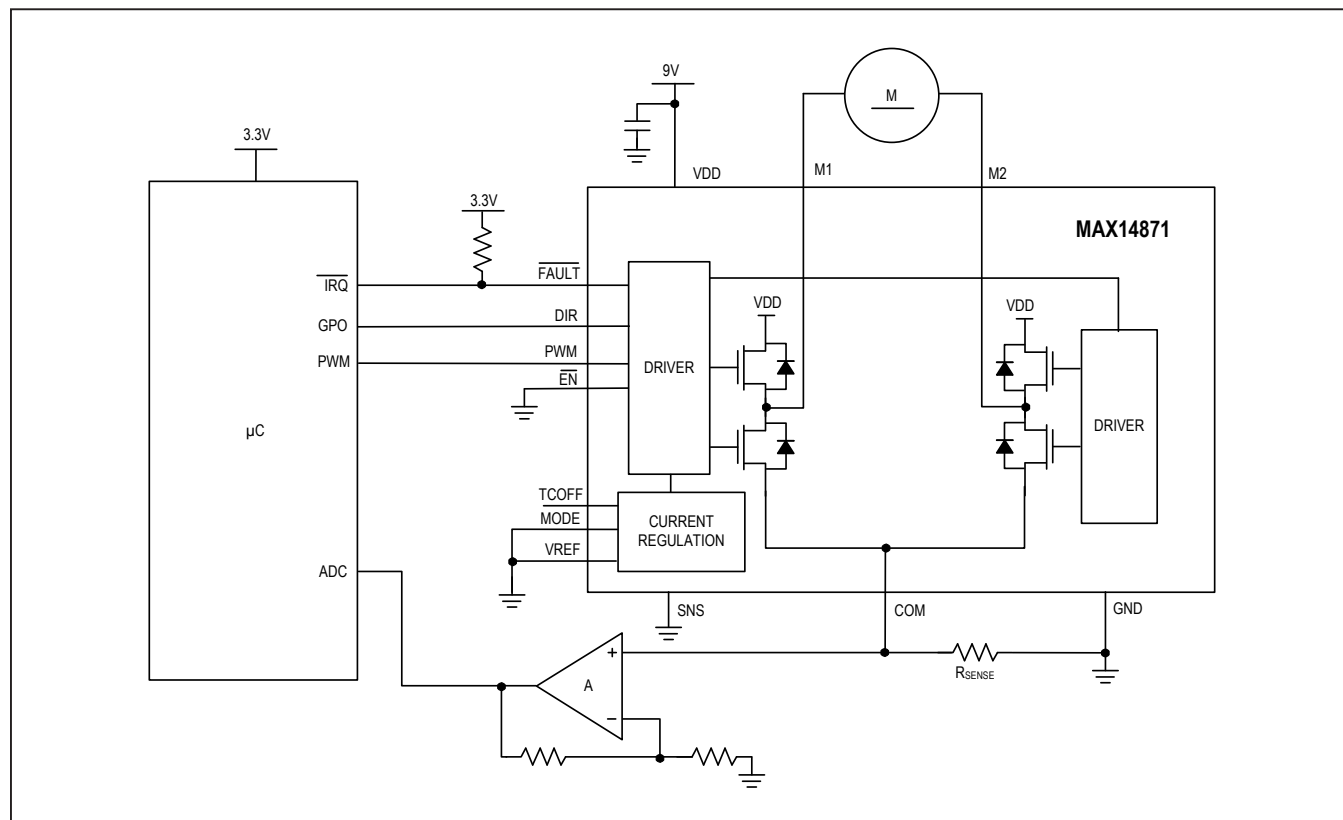 9V
M
3.3V
VDD
M1
M2
3.3V
MAX14871
FAULT
IRQ
DIR
GPO
VDD
VDD
PWM
PWM
DRIVER
EN
DRIVER
µC
TCOFF
MODE
CURRENT
REGULATION
VREF
ADC
SNS
COM
GND
+
A
−
RSENSE